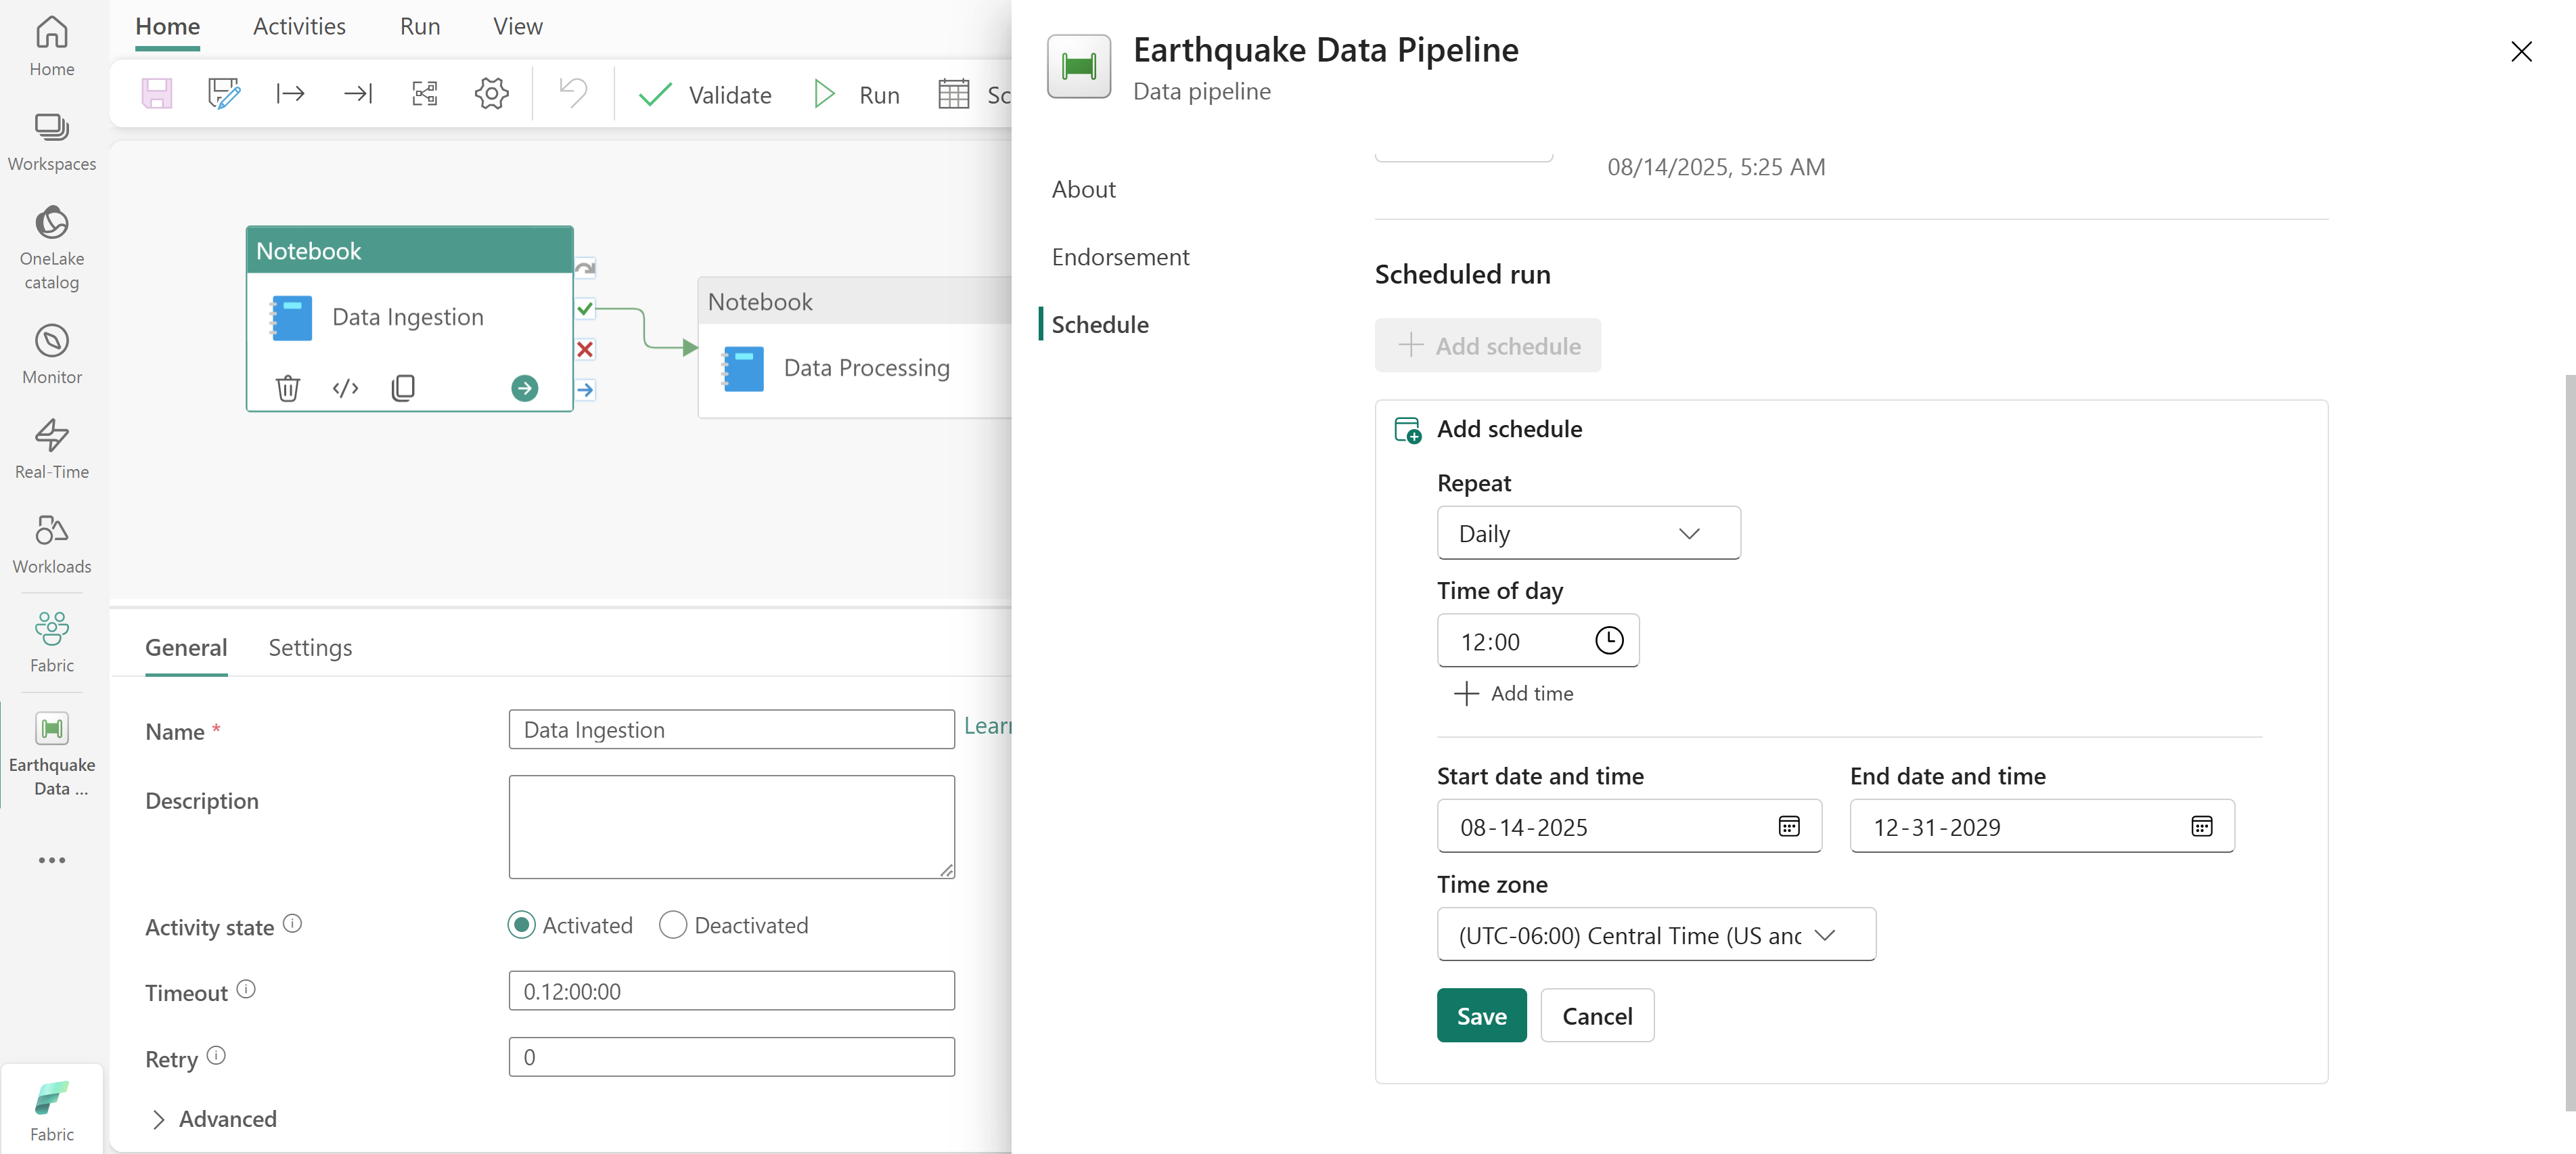 Home
Workspaces
OneLake
catalog
Monitor
Real-Time
Workloads
Fabric
Earthquake
Data ...
Fabric
Home Activities Run View
Validate Run Sc
Notebook
Data Ingestion
Notebook
Data Processing
General Settings
Name *
Data Ingestion
Lear
Description
Activity state
Activated Deactivated
Timeout
0.12:00:00
Retry
0
Advanced
Earthquake Data Pipeline
Data pipeline
About
Endorsement
Schedule
08/14/2025, 5:25 AM
Scheduled run
Add schedule
Add schedule
Repeat
Daily
Time of day
12:00
Add time
Start date and time End date and time
08-14-2025 12-31-2029
Time zone
(UTC-06:00) Central Time (US and
Save Cancel